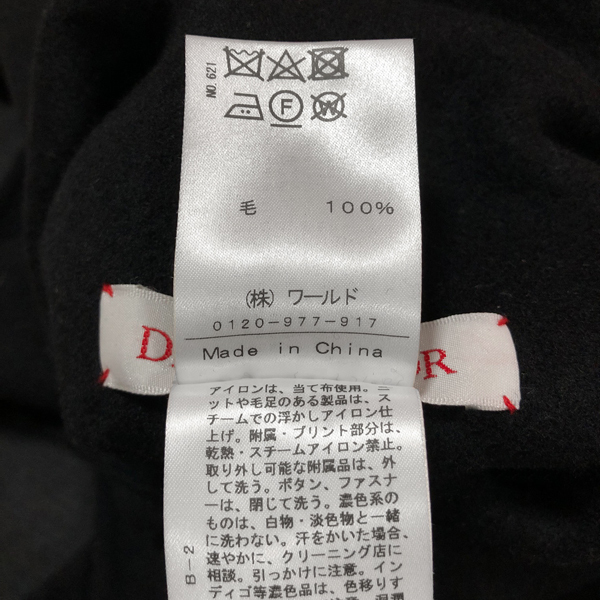 NO.621
F
W
毛 100%
(株) ワールド
0120-977-917
Made in China
D
OR
アイロンは、当て布使用。ニ
ットや毛足のある製品は、ス
チームでの浮かしアイロン仕
上げ。附属・プリント部分は、
乾熱・スチームアイロン禁止。
取り外し可能な附属品は、外
して洗う。ボタン、ファスナ
ーは、閉じて洗う。濃色系の
ものは、白物・淡色物と一緒
に洗わない。汗をかいた場合、
速やかに、クリーニング店に
相談。引っかけに注意。イン
ディゴ等濃色品は、色移りす
B-2